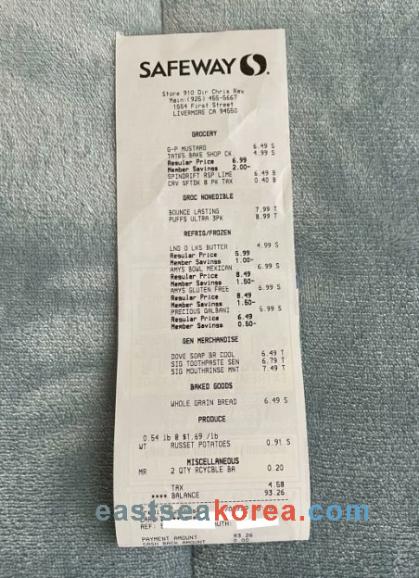 SAFEWAY
Store 910 Dir Chris Rew
Main:(925) 455-5667
1554 First Street
LIVERMORE CA 94550
GROCERY
G-P MUSTARD 6.49 S
TATES BAKE SHOP CK 4.99 S
Regular Price 6.99
Member Savings 2.00-
SPINDRIFT RSP LIME 6.49 B
CRV SFTDK 8 PK TAX 0.40 B
GROC NONEDIBLE
BOUNCE LASTING 7.99 T
PUFFS ULTRA 3PK 8.99 T
REFRIG/FROZEN
LND O LKS BUTTER 4.99 S
Regular Price 5.99
Member Savings 1.00-
AMYS BOWL MEXICAN 6.99 S
Regular Price 8.49
Member Savings 1.50-
AMYS GLUTEN FREE 6.99 S
Regular Price 8.49
Member Savings 1.50-
PRECIOUS GALBANI 5.99 S
Regular Price 6.49
Member Savings 0.50-
GEN MERCHANDISE
DOVE SOAP BR COOL 6.49 T
SIG TOOTHPASTE SEN 6.79 T
SIG MOUTHRINSE MNT 7.49 T
BAKED GOODS
WHOLE GRAIN BREAD 6.49 S
PRODUCE
0.54 lb @ $1.69 /lb
WT RUSSET POTATOES 0.91 S
MISCELLANEOUS
MR 2 QTY RCYCBLE BA 0.20
TAX 4.58
**** BALANCE 93.26
eastseakorea.com
REF:
PAYMENT AMOUNT 93.26
CASH BACK AMOUNT 0.00